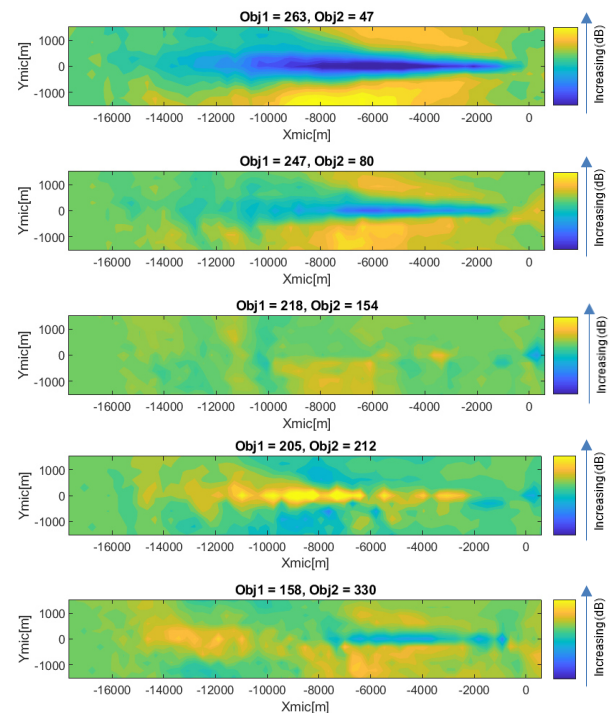 Obj1 = 263, Obj2 = 47
Ymic[m]
1000
0
-1000
-16000 -14000 -12000 -10000 -8000 -6000 -4000 -2000 0
Xmic[m]
Increasing (dB)
Obj1 = 247, Obj2 = 80
Ymic[m]
1000
0
-1000
-16000 -14000 -12000 -10000 -8000 -6000 -4000 -2000 0
Xmic[m]
Increasing (dB)
Obj1 = 218, Obj2 = 154
Ymic[m]
1000
0
-1000
-16000 -14000 -12000 -10000 -8000 -6000 -4000 -2000 0
Xmic[m]
Increasing (dB)
Obj1 = 205, Obj2 = 212
Ymic[m]
1000
0
-1000
-16000 -14000 -12000 -10000 -8000 -6000 -4000 -2000 0
Xmic[m]
Increasing (dB)
Obj1 = 158, Obj2 = 330
Ymic[m]
1000
0
-1000
-16000 -14000 -12000 -10000 -8000 -6000 -4000 -2000 0
Xmic[m]
Increasing (dB)